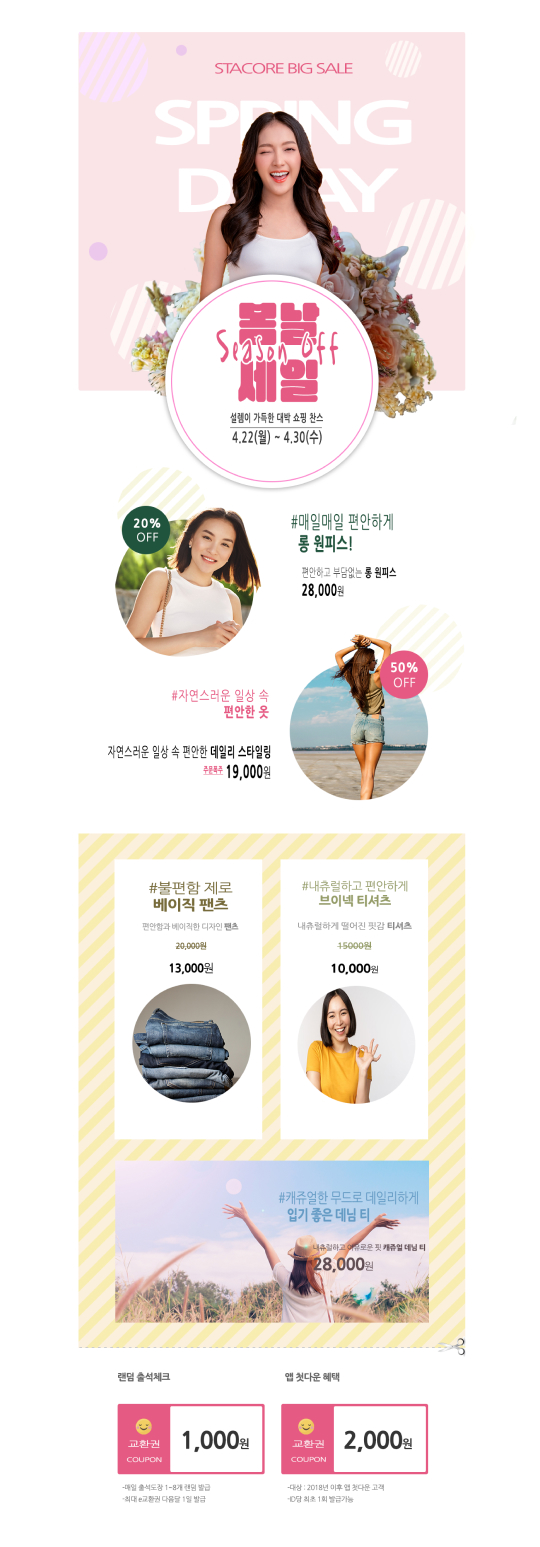 STACORE BIG SALE
SPRING
D AY
봄날
Season Off
세일
설렘이 가득한 대박 쇼핑 찬스
4.22(월) ~ 4.30(수)
20%
OFF
#매일매일 편안하게
롱 원피스!
편안하고 부담없는 롱 원피스
28,000원
50%
OFF
#자연스러운 일상 속
편안한 옷
자연스러운 일상 속 편안한 데일리 스타일링
주문폭주 19,000원
#불편함 제로
베이직 팬츠
편안함과 베이직한 디자인 팬츠
20,000원
13,000원
#내츄럴하고 편안하게
브이넥 티셔츠
내츄럴하게 떨어진 핏감 티셔츠
15000원
10,000원
#캐쥬얼한 무드로 데일리하게
입기 좋은 데님 티
내츄럴하고 여유로운 핏 캐쥬얼 데님 티
28,000원
랜덤 출석체크
교환권
COUPON
1,000원
-매일 출석도장 1~8개 랜덤 발급
-최대 e교환권 다음달 1일 발급
앱 첫다운 혜택
교환권
COUPON
2,000원
-대상 : 2018년 이후 앱 첫다운 고객
-ID당 최초 1회 발급가능